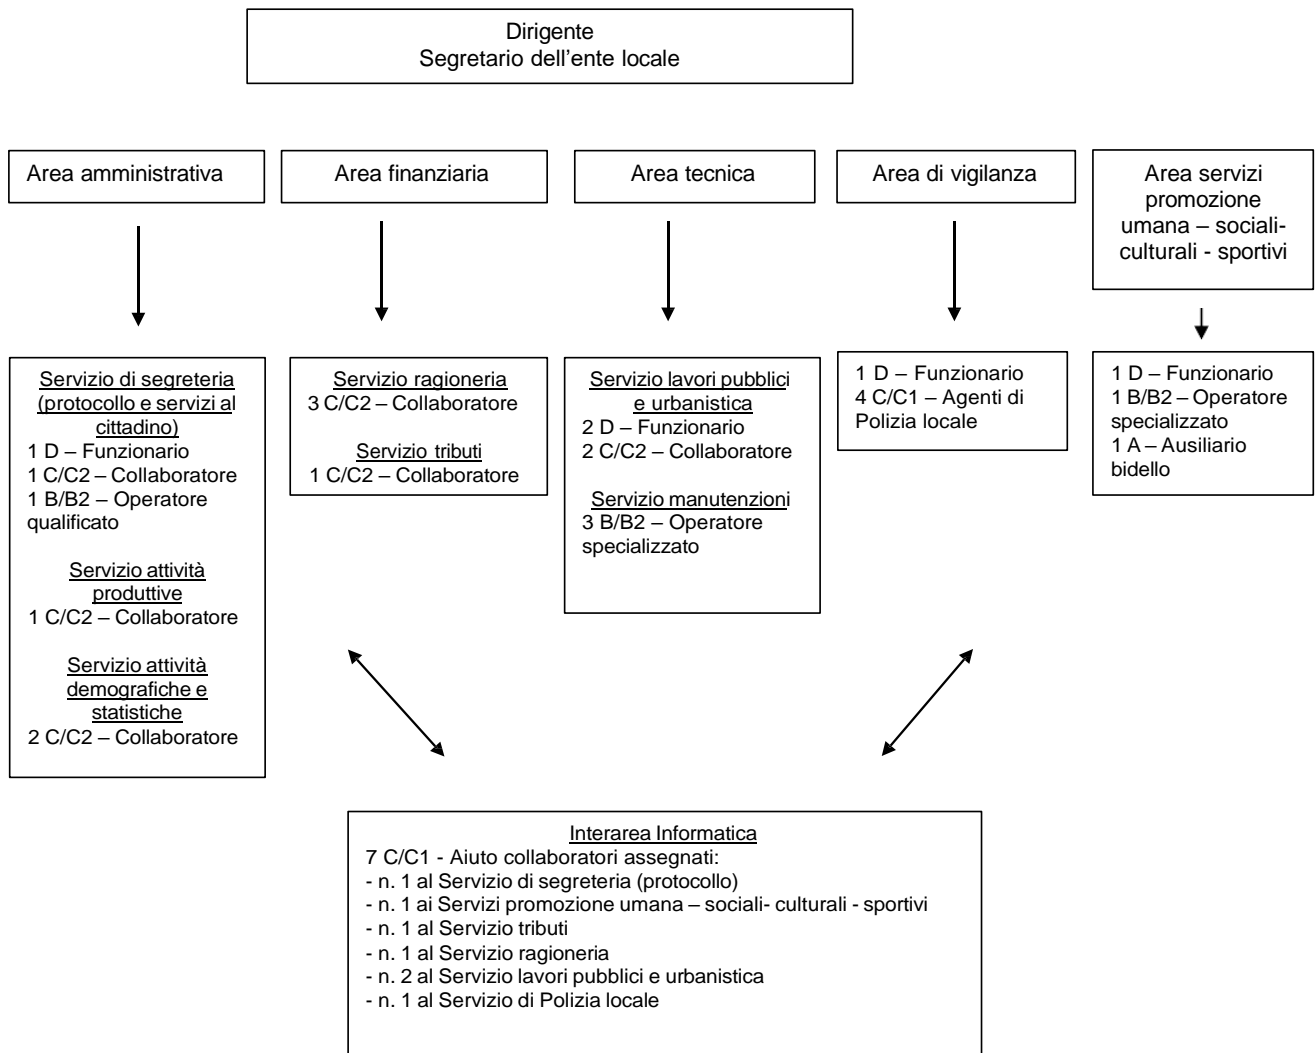 Dirigente
Segretario dell'ente locale
Area amministrativa
Area finanziaria
Area tecnica
Area di vigilanza
Area servizi
promozione
umana – sociali-
culturali - sportivi
Servizio di segreteria
(protocollo e servizi al
cittadino)
1 D – Funzionario
1 C/C2 – Collaboratore
1 B/B2 – Operatore
qualificato
Servizio attività
produttive
1 C/C2 – Collaboratore
Servizio attività
demografiche e
statistiche
2 C/C2 – Collaboratore
Servizio ragioneria
3 C/C2 – Collaboratore
Servizio tributi
1 C/C2 – Collaboratore
Servizio lavori pubblici
e urbanistica
2 D – Funzionario
2 C/C2 – Collaboratore
Servizio manutenzioni
3 B/B2 – Operatore
specializzato
1 D – Funzionario
4 C/C1 – Agenti di
Polizia locale
1 D – Funzionario
1 B/B2 – Operatore
specializzato
1 A – Ausiliario
bidello
Interarea Informatica
7 C/C1 - Aiuto collaboratori assegnati:
- n. 1 al Servizio di segreteria (protocollo)
- n. 1 ai Servizi promozione umana – sociali- culturali - sportivi
- n. 1 al Servizio tributi
- n. 1 al Servizio ragioneria
- n. 2 al Servizio lavori pubblici e urbanistica
- n. 1 al Servizio di Polizia locale